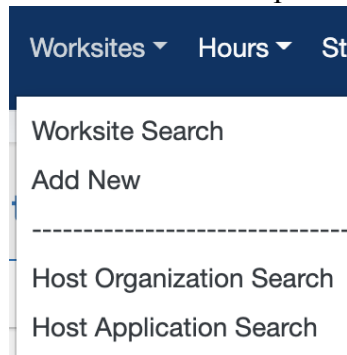 Worksites Hours St
Worksite Search
Add New
-------------------------------
Host Organization Search
Host Application Search